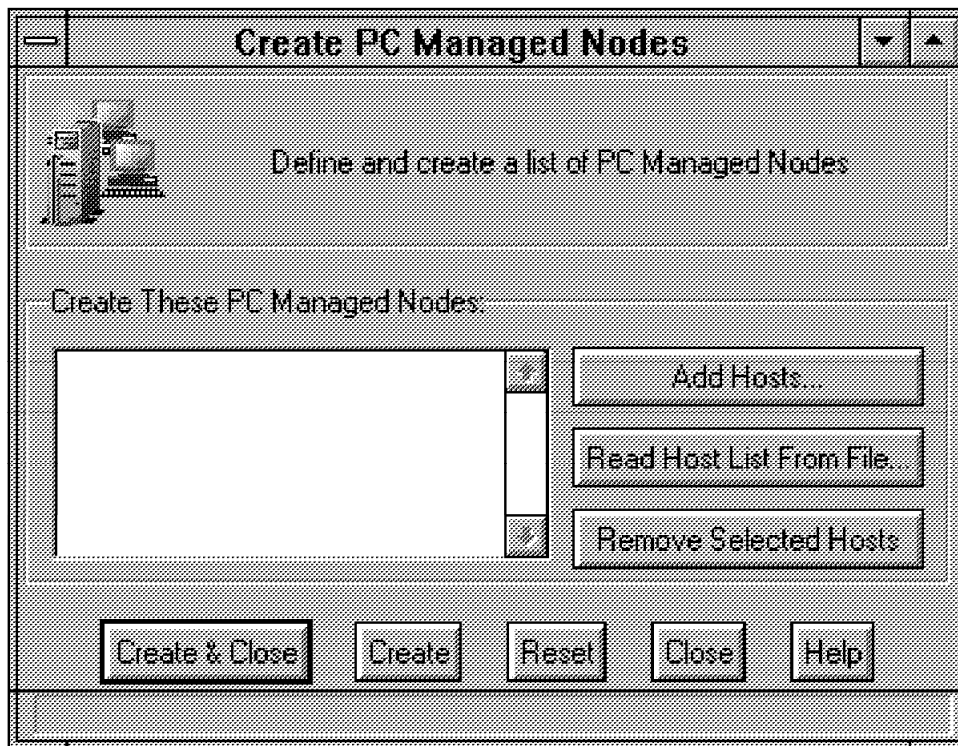 Create PC Managed Nodes
Define and create a list of PC Managed Nodes
Create These PC Managed Nodes:
Add Hosts...
Read Host List From File...
Remove Selected Hosts
Create & Close Create Reset Close Help